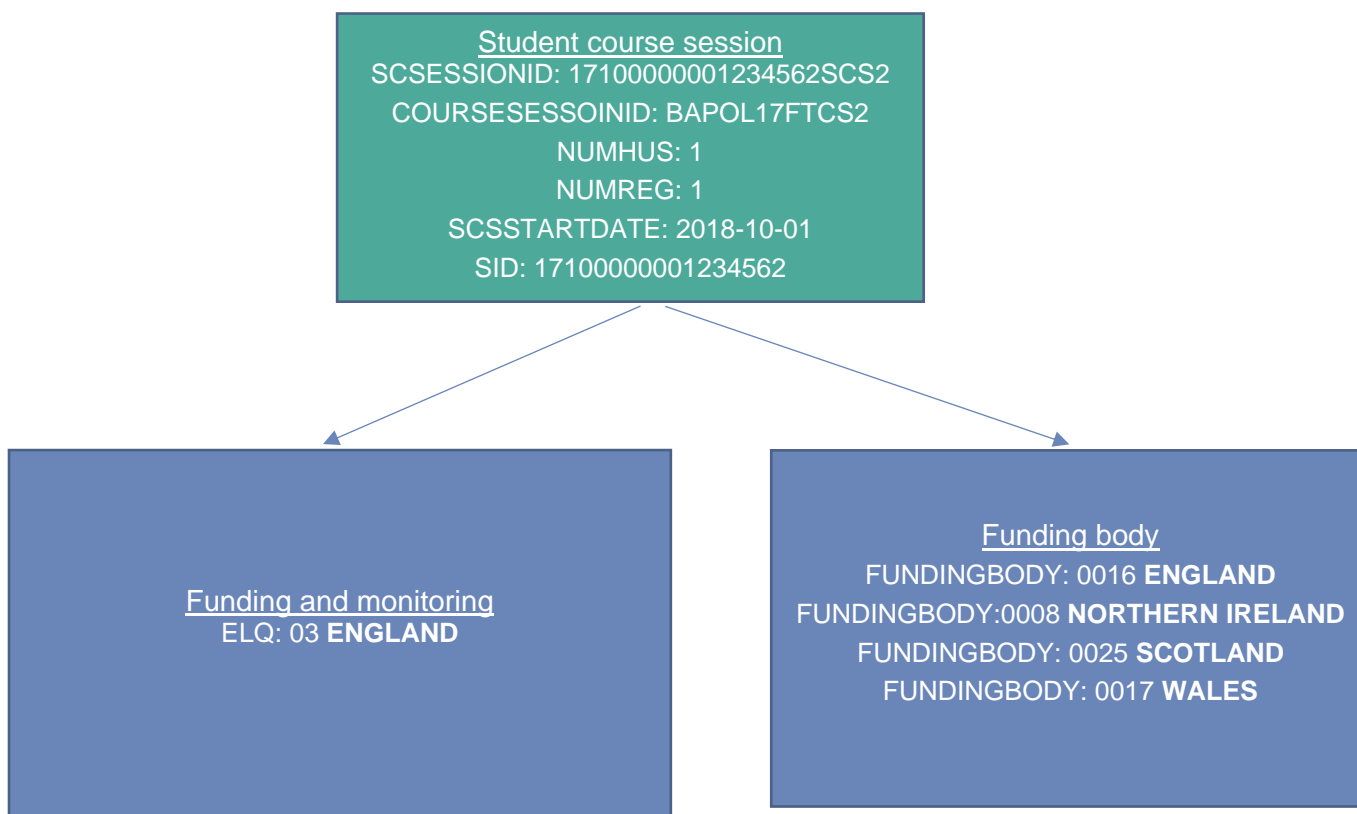 Student course session
SCSESSIONID: 17100000001234562SCS2
COURSESESSOINID: BAPOL17FTCS2
NUMHUS: 1
NUMREG: 1
SCSSTARTDATE: 2018-10-01
SID: 17100000001234562
Funding and monitoring
ELQ: 03 ENGLAND
Funding body
FUNDINGBODY: 0016 ENGLAND
FUNDINGBODY:0008 NORTHERN IRELAND
FUNDINGBODY: 0025 SCOTLAND
FUNDINGBODY: 0017 WALES